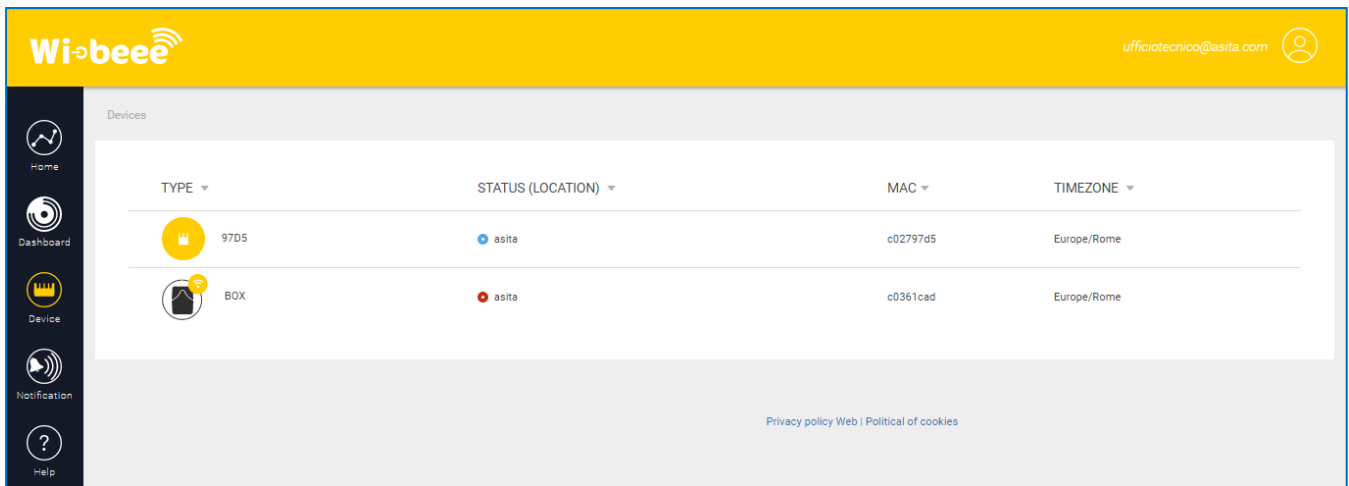 Wi-beee
ufficiotecnico@asita.com
Devices
Home
Dashboard
Device
Notification
?
Help
TYPE STATUS (LOCATION) MAC TIMEZONE
97D5 asita c02797d5 Europe/Rome
BOX asita c0361cad Europe/Rome
Privacy policy Web | Political of cookies